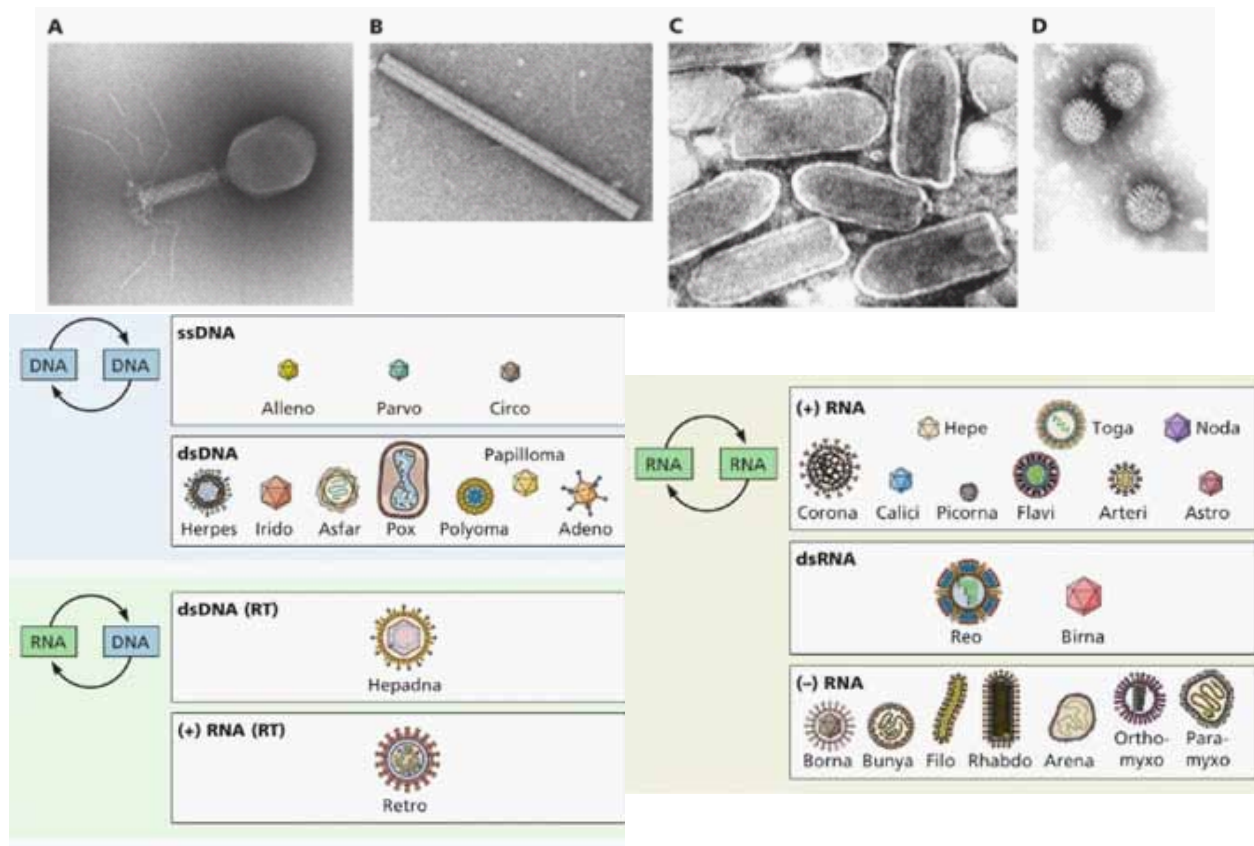 A
B
C
D
DNA
DNA
ssDNA
Alleno
Parvo
Circo
dsDNA
Papilloma
Herpes
Irido
Asfar
Pox
Polyoma
Adeno
RNA
DNA
dsDNA (RT)
Hepadna
(+) RNA (RT)
Retro
RNA
RNA
(+) RNA
Hepe
Toga
Noda
Corona
Calici
Picorna
Flavi
Arteri
Astro
dsRNA
Reo
Birna
(–) RNA
Borna
Bunya
Filo
Rhabdo
Arena
Ortho-
myxo
Para-
myxo